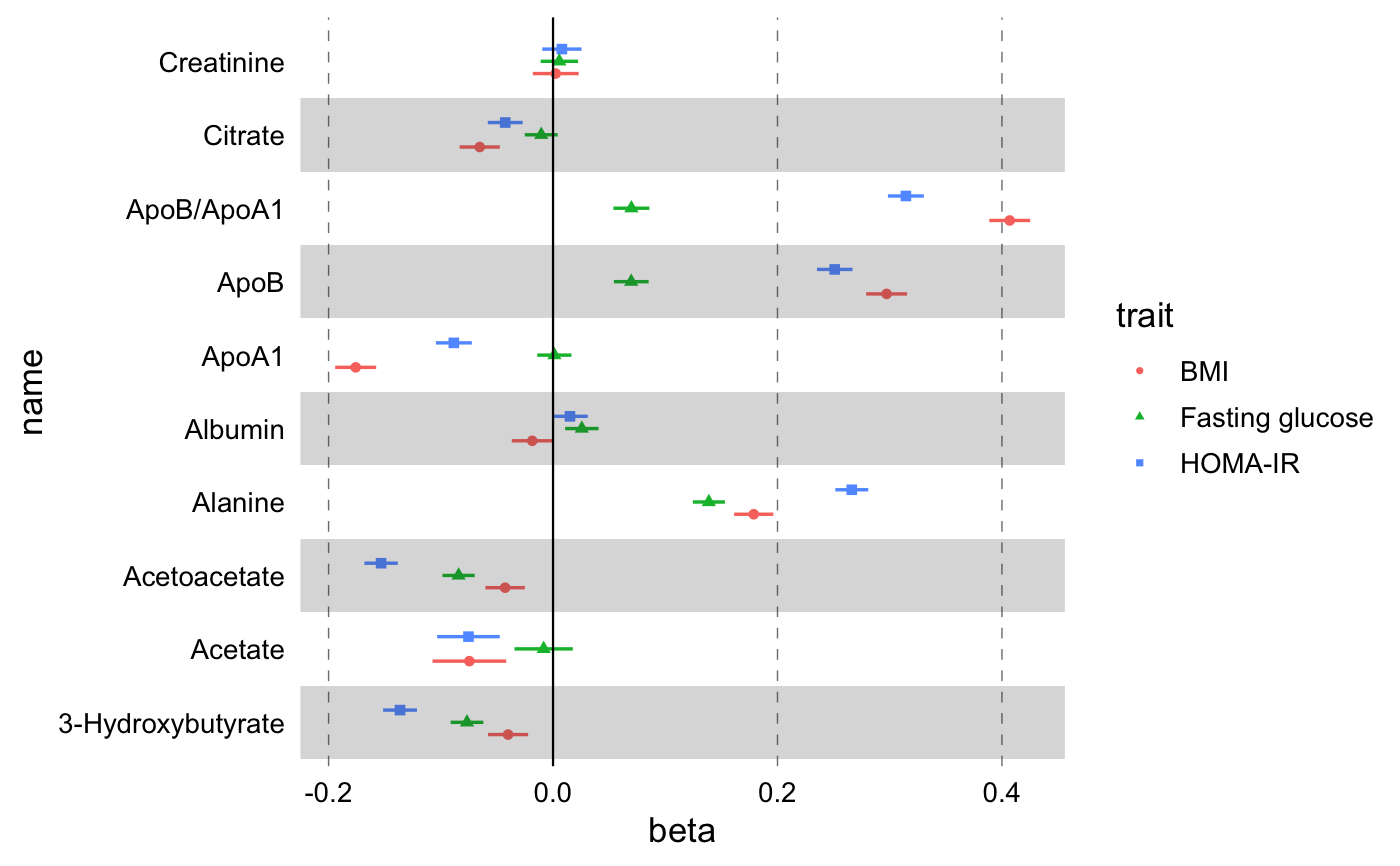 Creatinine
Citrate
ApoB/ApoA1
ApoB
ApoA1
Albumin
Alanine
Acetoacetate
Acetate
3-Hydroxybutyrate
name
-0.2 0.0 0.2 0.4
beta
trait
BMI
Fasting glucose
HOMA-IR